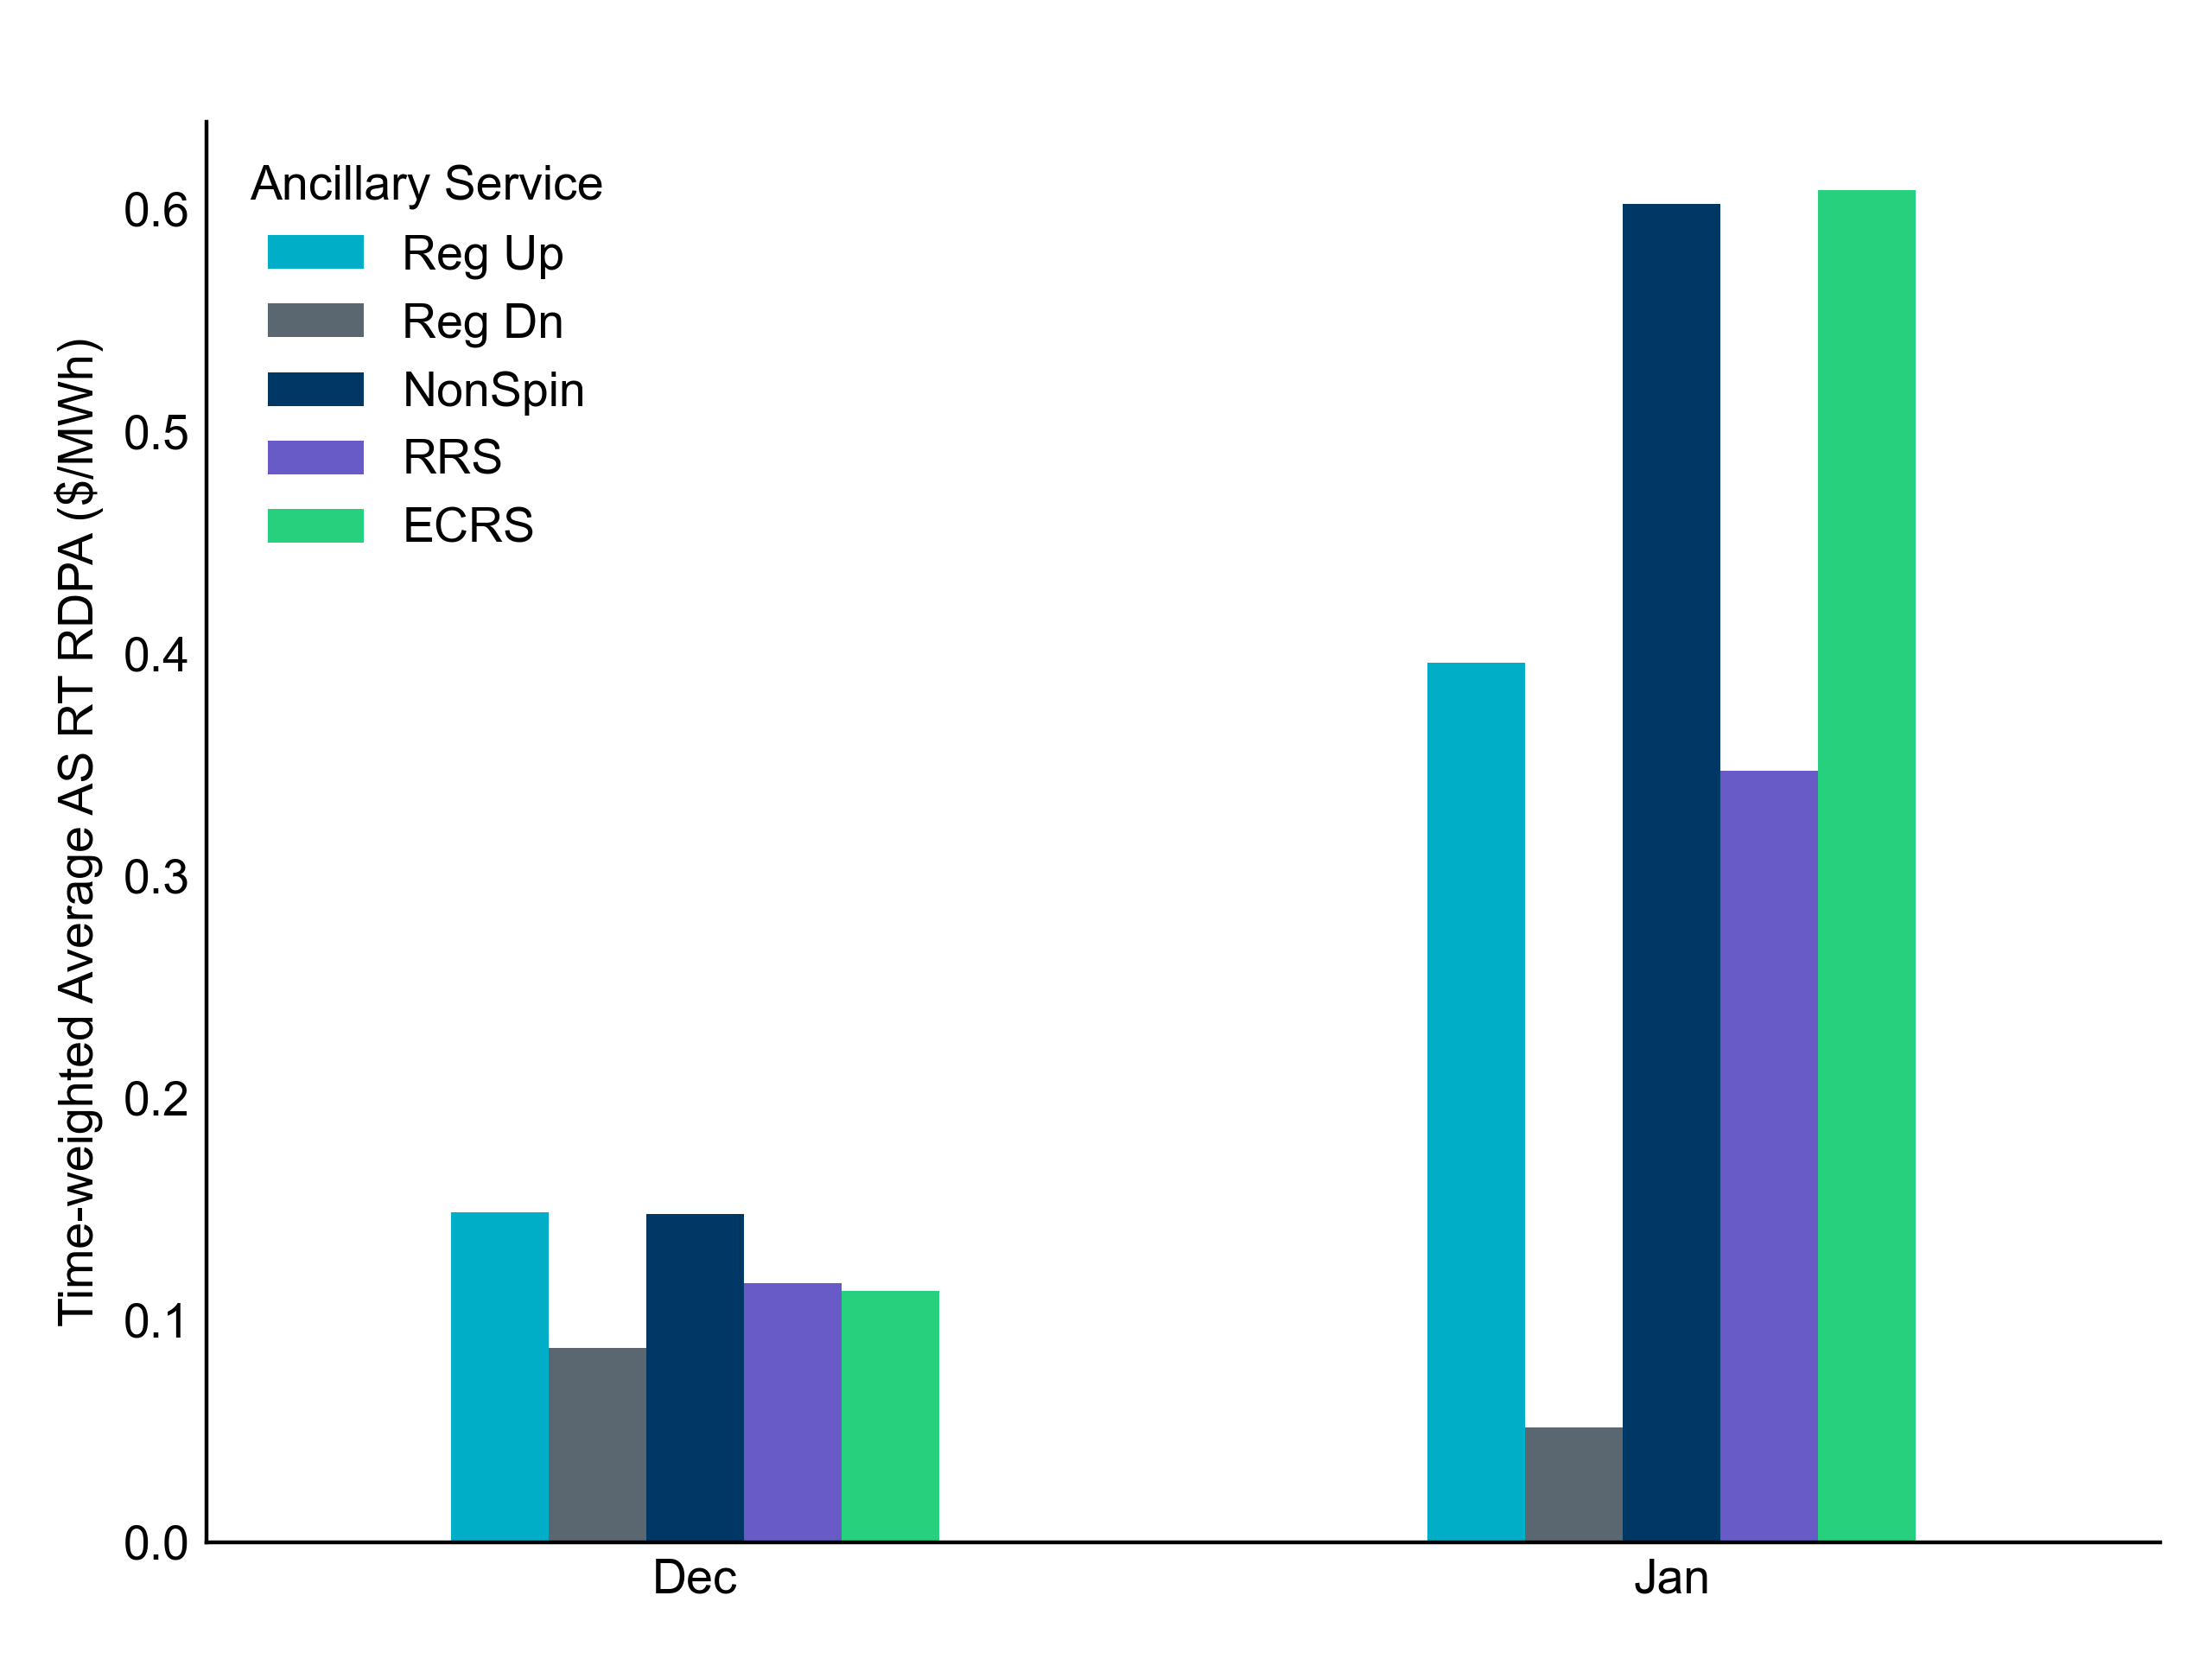 Ancillary Service
Reg Up
Reg Dn
NonSpin
RRS
ECRS
Time-weighted Average AS RT RDPA ($/MWh)
0.6
0.5
0.4
0.3
0.2
0.1
0.0
Dec
Jan